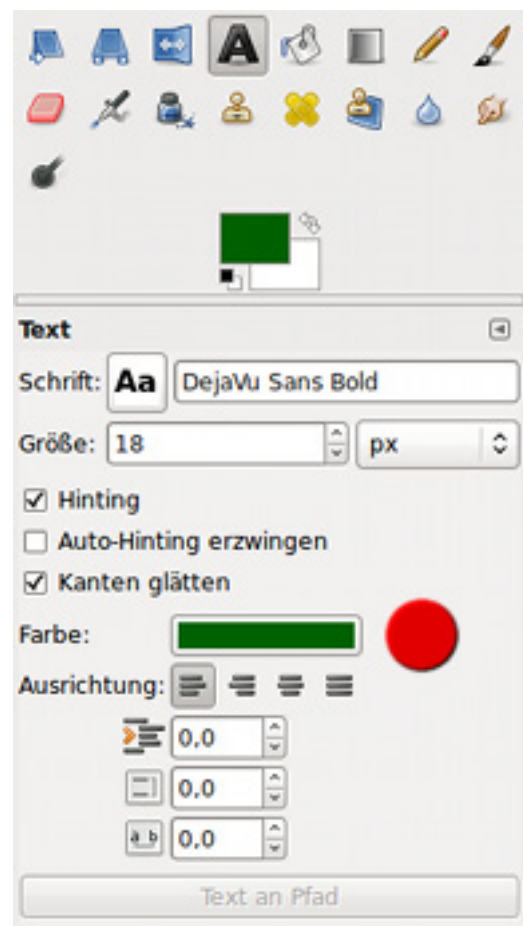 A
Text
Schrift: Aa DejaVu Sans Bold
Größe: 18 px
Hinting
Auto-Hinting erzwingen
Kanten glätten
Farbe:
Ausrichtung:
0,0
0,0
a b 0,0
Text an Pfad